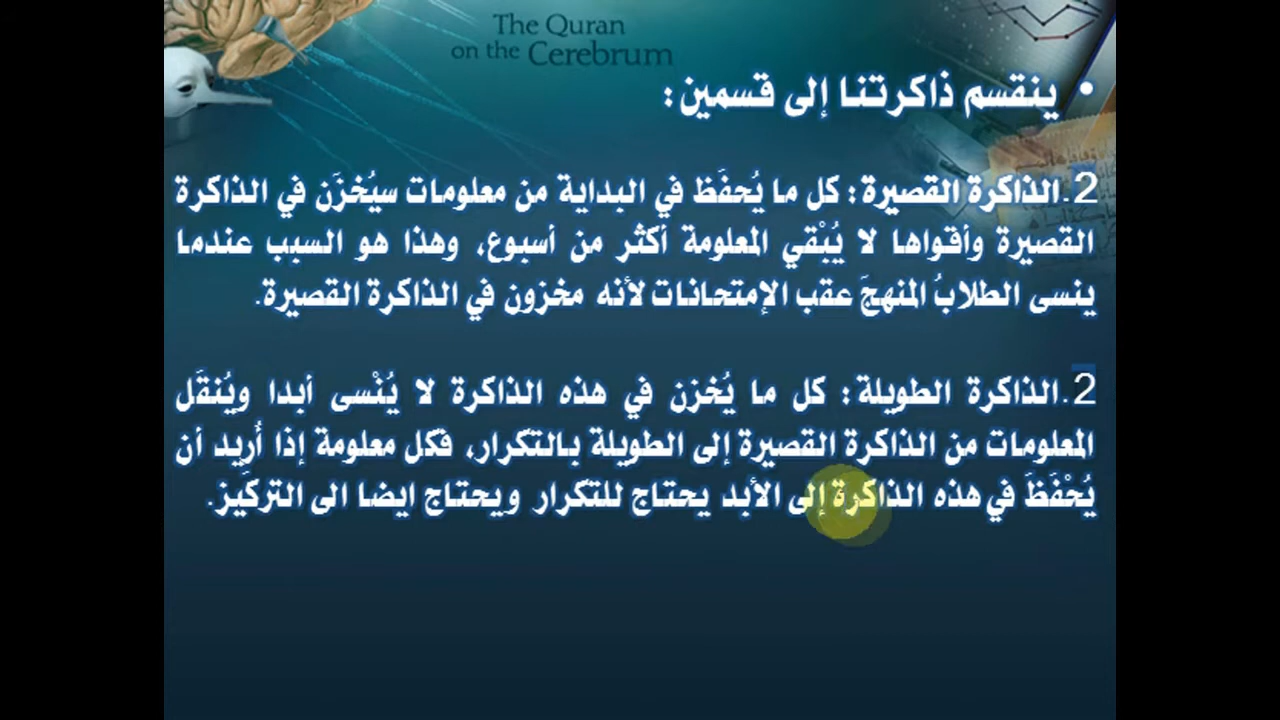 The Quran
on the Cerebrum
• ينقسم ذاكرتنا إلى قسمين:
2. الذاكرة القصيرة: كل ما يُحفَظ في البداية من معلومات سيُخزَن في الذاكرة
القصيرة وأقواها لا يُبْقي المعلومة أكثر من أسبوع، وهذا هو السبب عندما
ينسى الطلابُ المنهجَ عقب الإمتحانات لأنه مخزون في الذاكرة القصيرة.
2. الذاكرة الطويلة: كل ما يُخزن في هذه الذاكرة لا يُنْسى أبدا ويُنقَل
المعلومات من الذاكرة القصيرة إلى الطويلة بالتكرار، فكل معلومة إذا أُريد أن
يُحْفَظَ في هذه الذاكرة إلى الأبد يحتاج للتكرار ويحتاج ايضا الى التركَيز.